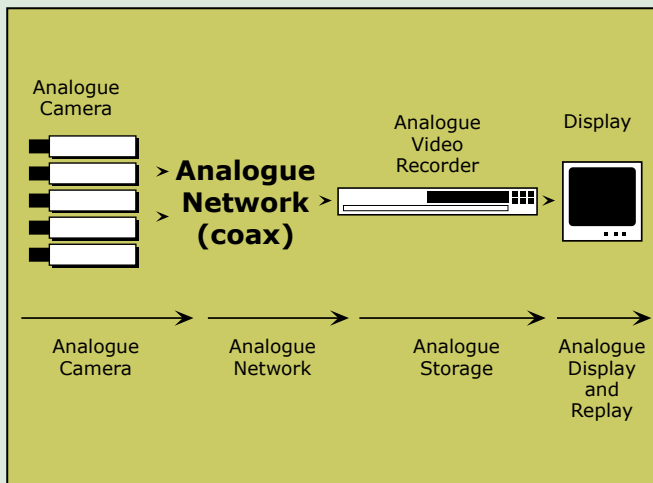 Analogue
Camera
Analogue
Network
(coax)
Analogue
Video
Recorder
Display
Analogue
Camera
Analogue
Network
Analogue
Storage
Analogue
Display
and
Replay